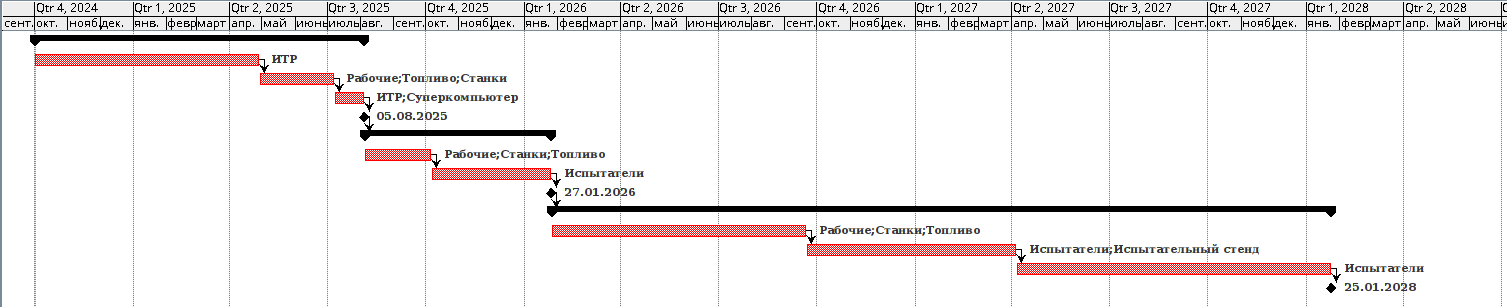 Qtr 4, 2024 Qtr 1, 2025 Qtr 2, 2025 Qtr 3, 2025 Qtr 4, 2025 Qtr 1, 2026 Qtr 2, 2026 Qtr 3, 2026 Qtr 4, 2026 Qtr 1, 2027 Qtr 2, 2027 Qtr 3, 2027 Qtr 4, 2027 Qtr 1, 2028 Qtr 2, 2028
сент. окт. нояб. дек. янв. февр март апр. май июнь июль авг. сент. окт. нояб. дек. янв. февр март апр. май июнь июль авг. сент. окт. нояб. дек. янв. февр март апр. май июнь июль авг. сент. окт. нояб. дек. янв. февр март апр. май июнь
ИТР
Рабочие;Топливо;Станки
ИТР;Суперкомпьютер
05.08.2025
Рабочие;Станки;Топливо
Испытатели
27.01.2026
Рабочие;Станки;Топливо
Испытатели;Испытательный стенд
Испытатели
25.01.2028